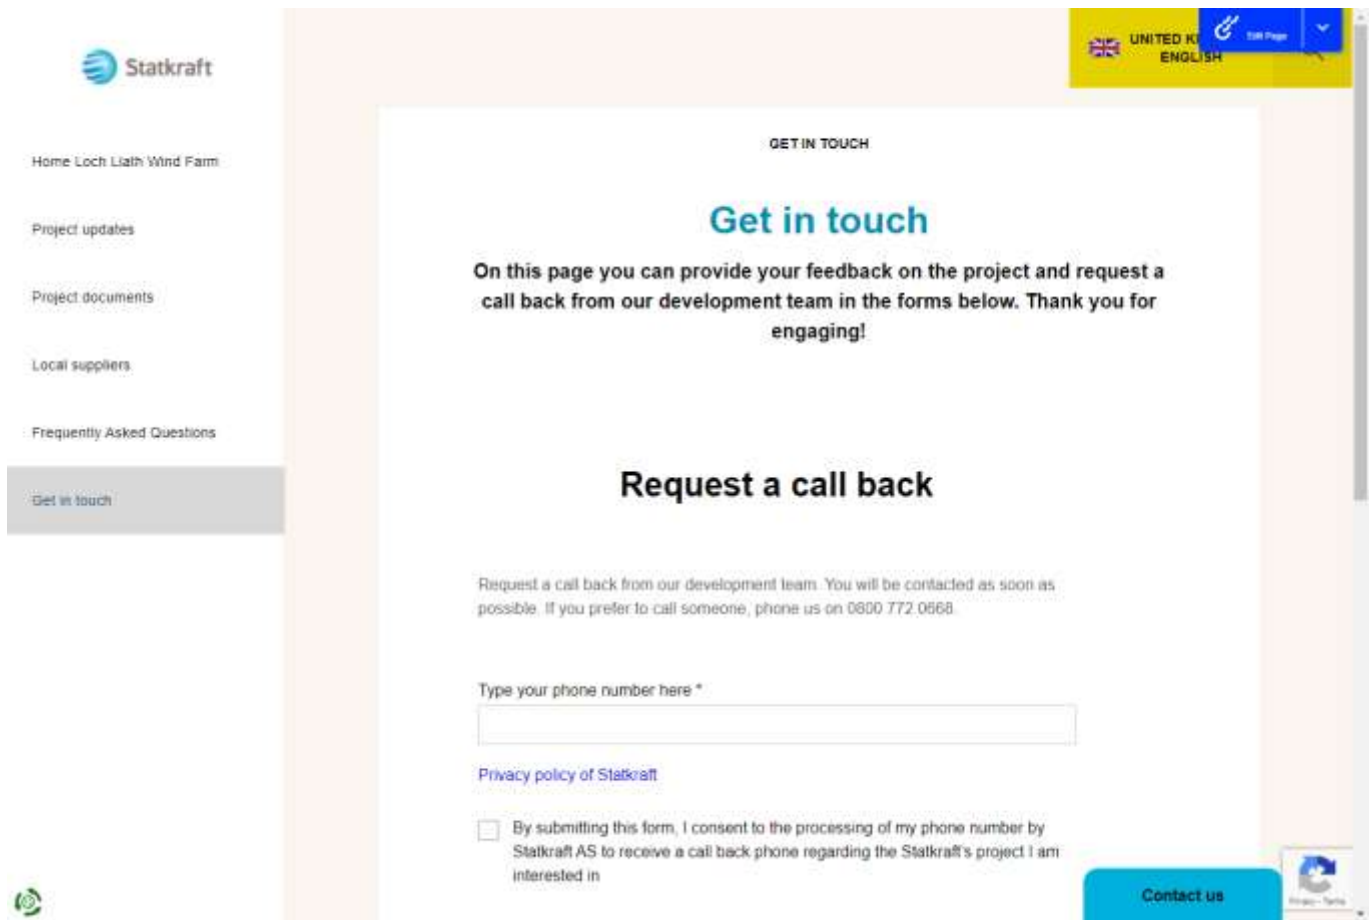 Statkraft
UNITED K
ENGLISH
Edit Page
Home Loch Liath Wind Farm
Project updates
Project documents
Local suppliers
Frequently Asked Questions
Get in touch
GET IN TOUCH
Get in touch
On this page you can provide your feedback on the project and request a
call back from our development team in the forms below. Thank you for
engaging!
Request a call back
Request a call back from our development team. You will be contacted as soon as
possible. If you prefer to call someone, phone us on 0800 772 0668.
Type your phone number here *
Privacy policy of Statkraft
By submitting this form, I consent to the processing of my phone number by
Statkraft AS to receive a call back phone regarding the Statkraft's project I am
interested in
Contact us
Privacy - Terms